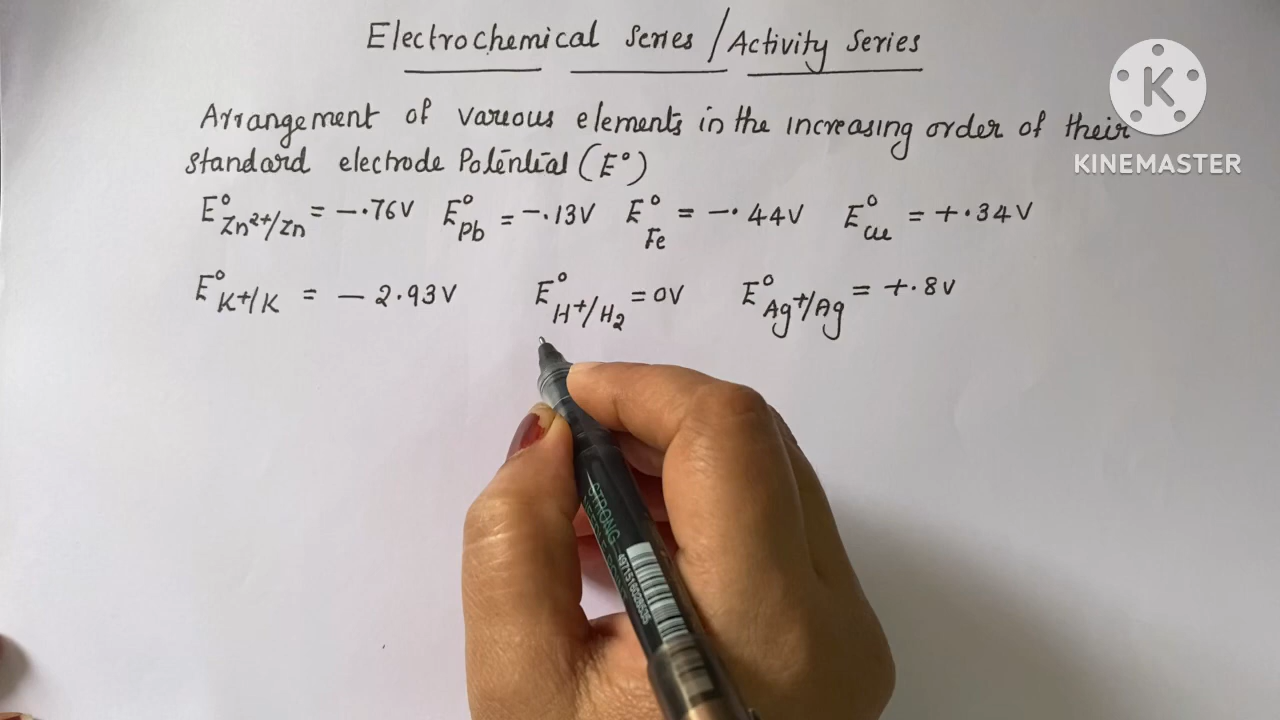 Electrochemical Series / Activity Series
Arrangement of various elements in the increasing order of their
standard electrode Potential (E°)
E°Zn²⁺/Zn = -.76V E°Pb = -.13V E°Fe = -.44V E°Cu = +.34V
E°K⁺/K = - 2.93V E°H⁺/H₂ = 0V E°Ag⁺/Ag = +.8V
K
KINEMASTER
STRONG